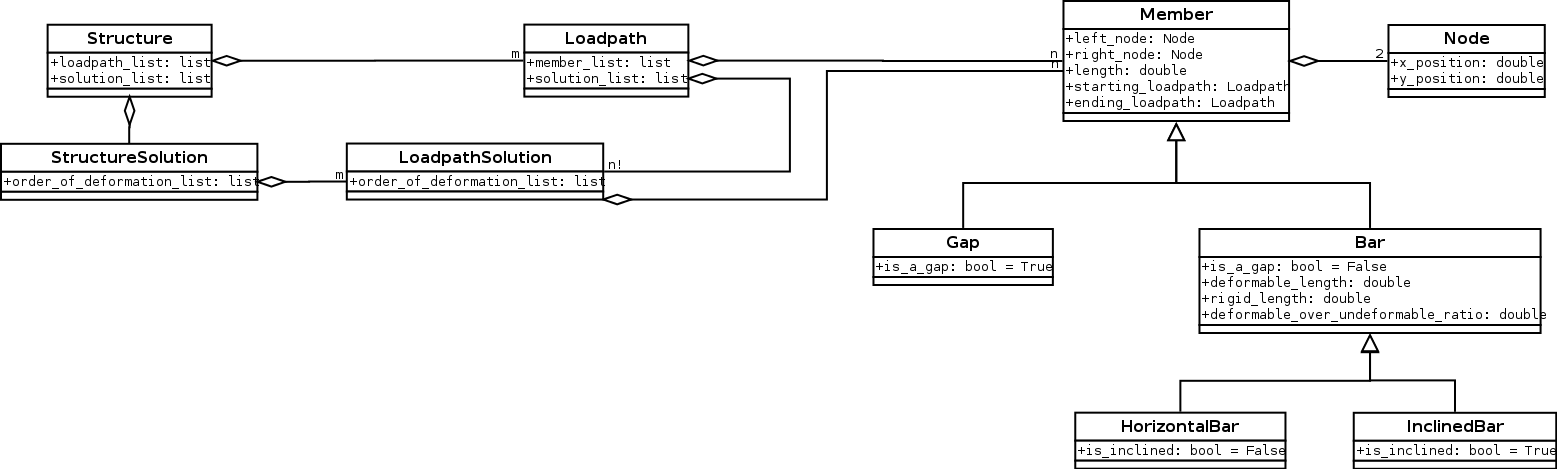 Structure
+loadpath_list: list
+solution_list: list
m
Loadpath
+member_list: list
+solution_list: list
n
n
Member
+left_node: Node
+right_node: Node
+length: double
+starting_loadpath: Loadpath
+ending_loadpath: Loadpath
2
Node
+x_position: double
+y_position: double
StructureSolution
+order_of_deformation_list: list
m
LoadpathSolution
+order_of_deformation_list: list
n!
Gap
+is_a_gap: bool = True
Bar
+is_a_gap: bool = False
+deformable_length: double
+rigid_length: double
+deformable_over_undeformable_ratio: double
HorizontalBar
+is_inclined: bool = False
InclinedBar
+is_inclined: bool = True